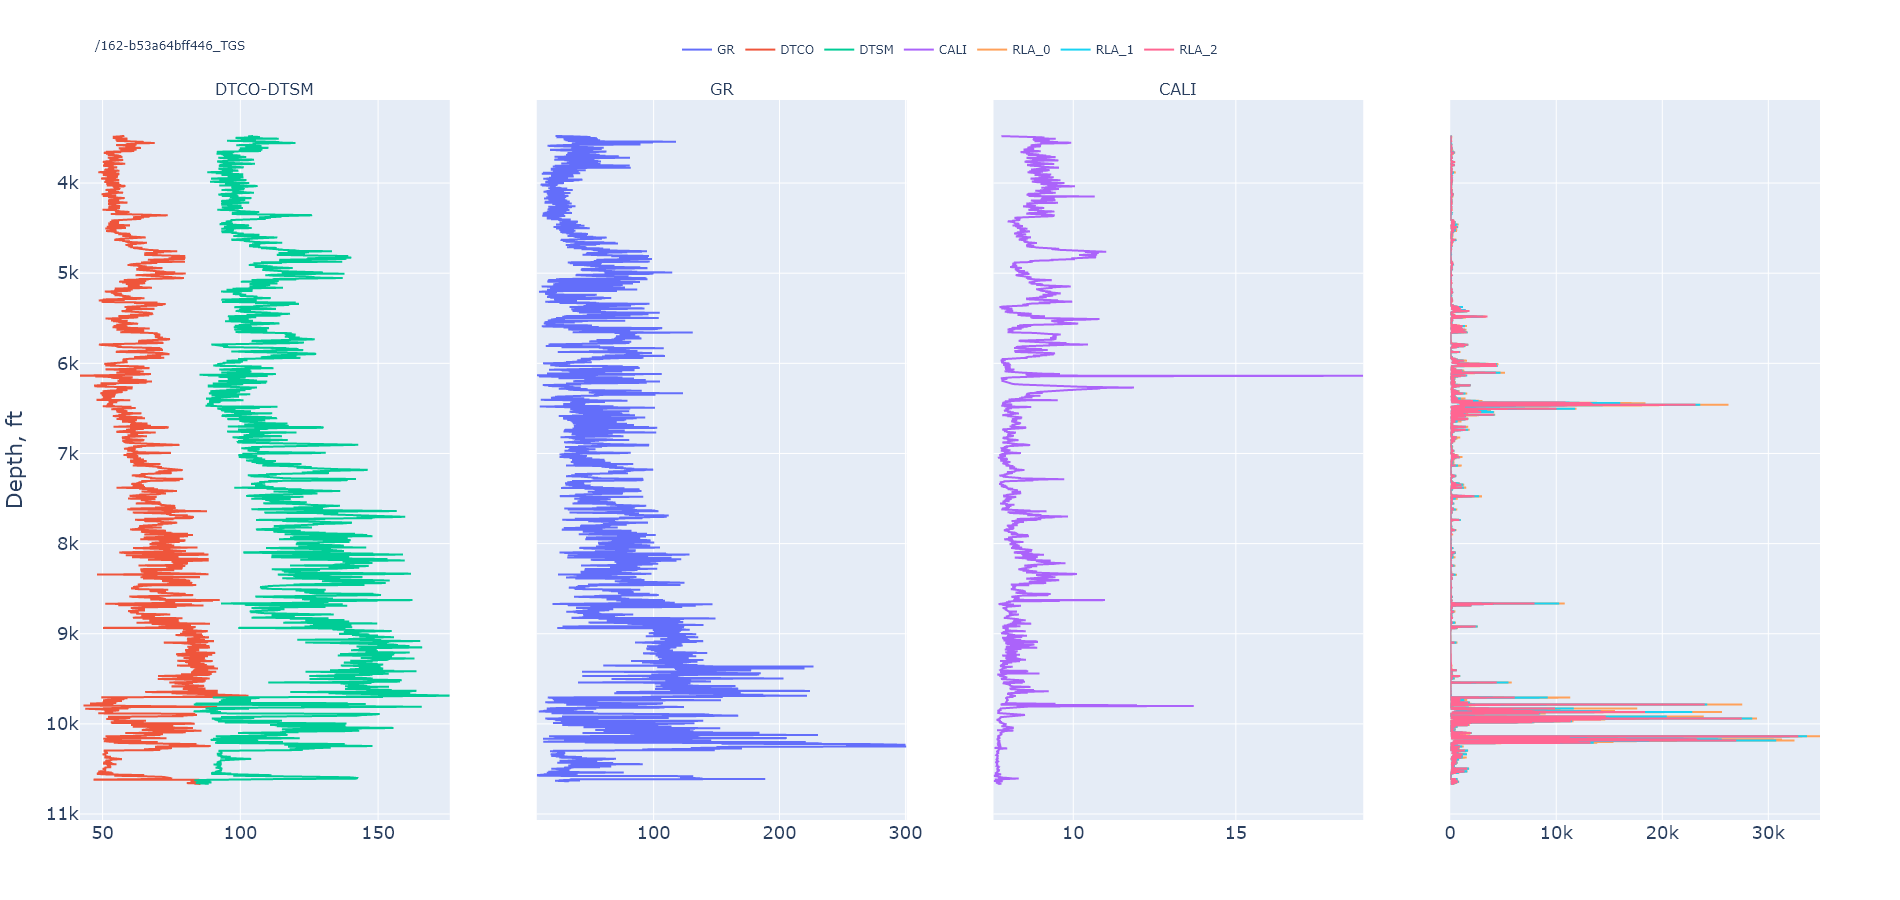 /162-b53a64bff446_TGS
GR DTCO DTSM CALI RLA_0 RLA_1 RLA_2
DTCO-DTSM GR CALI
Depth, ft
4k
5k
6k
7k
8k
9k
10k
11k
50 100 150 100 200 300 10 15 0 10k 20k 30k